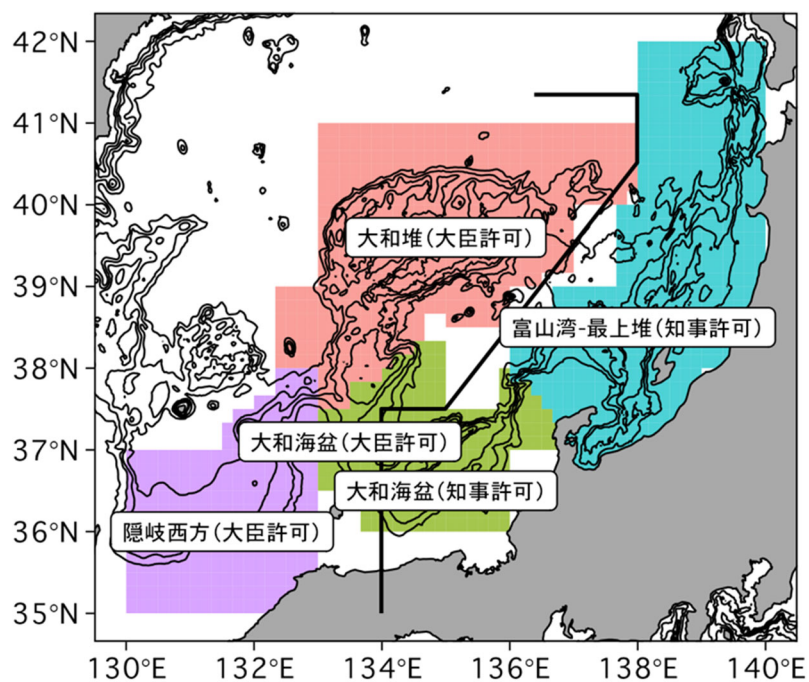 42°N
41°N
40°N
39°N
38°N
37°N
36°N
35°N
大和堆(大臣許可)
富山湾-最上堆(知事許可)
大和海盆(大臣許可)
大和海盆(知事許可)
隠岐西方(大臣許可)
130°E 132°E 134°E 136°E 138°E 140°E